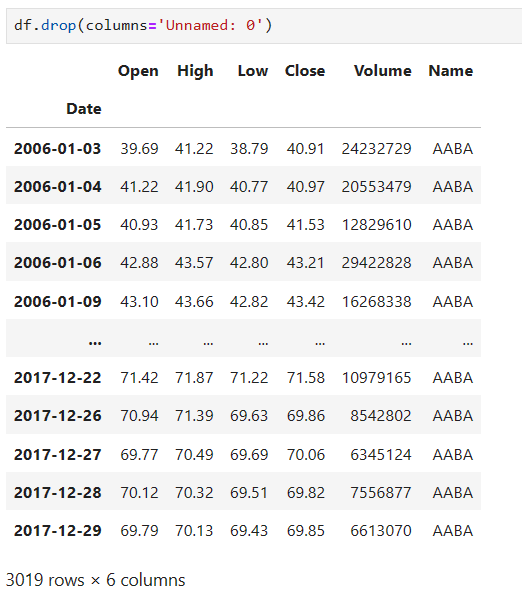 df.drop(columns='Unnamed: 0')
Open High Low Close Volume Name
Date
2006-01-03 39.69 41.22 38.79 40.91 24232729 AABA
2006-01-04 41.22 41.90 40.77 40.97 20553479 AABA
2006-01-05 40.93 41.73 40.85 41.53 12829610 AABA
2006-01-06 42.88 43.57 42.80 43.21 29422828 AABA
2006-01-09 43.10 43.66 42.82 43.42 16268338 AABA
... ... ... ... ... ... ...
2017-12-22 71.42 71.87 71.22 71.58 10979165 AABA
2017-12-26 70.94 71.39 69.63 69.86 8542802 AABA
2017-12-27 69.77 70.49 69.69 70.06 6345124 AABA
2017-12-28 70.12 70.32 69.51 69.82 7556877 AABA
2017-12-29 69.79 70.13 69.43 69.85 6613070 AABA
3019 rows × 6 columns